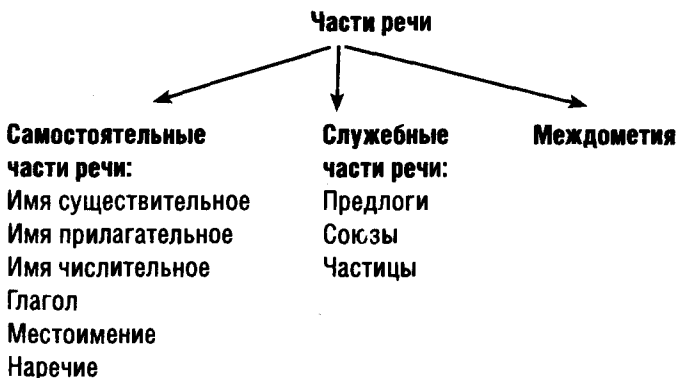 Части речи
Самостоятельные
части речи:
Имя существительное
Имя прилагательное
Имя числительное
Глагол
Местоимение
Наречие
Служебные
части речи:
Предлоги
Союзы
Частицы
Междометия